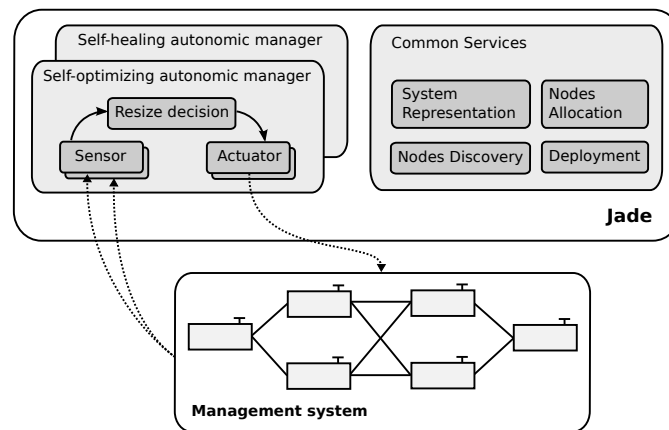 Self-healing autonomic manager
Self-optimizing autonomic manager
Resize decision
Sensor
Actuator
Common Services
System
Representation
Nodes
Allocation
Nodes Discovery
Deployment
Jade
Management system